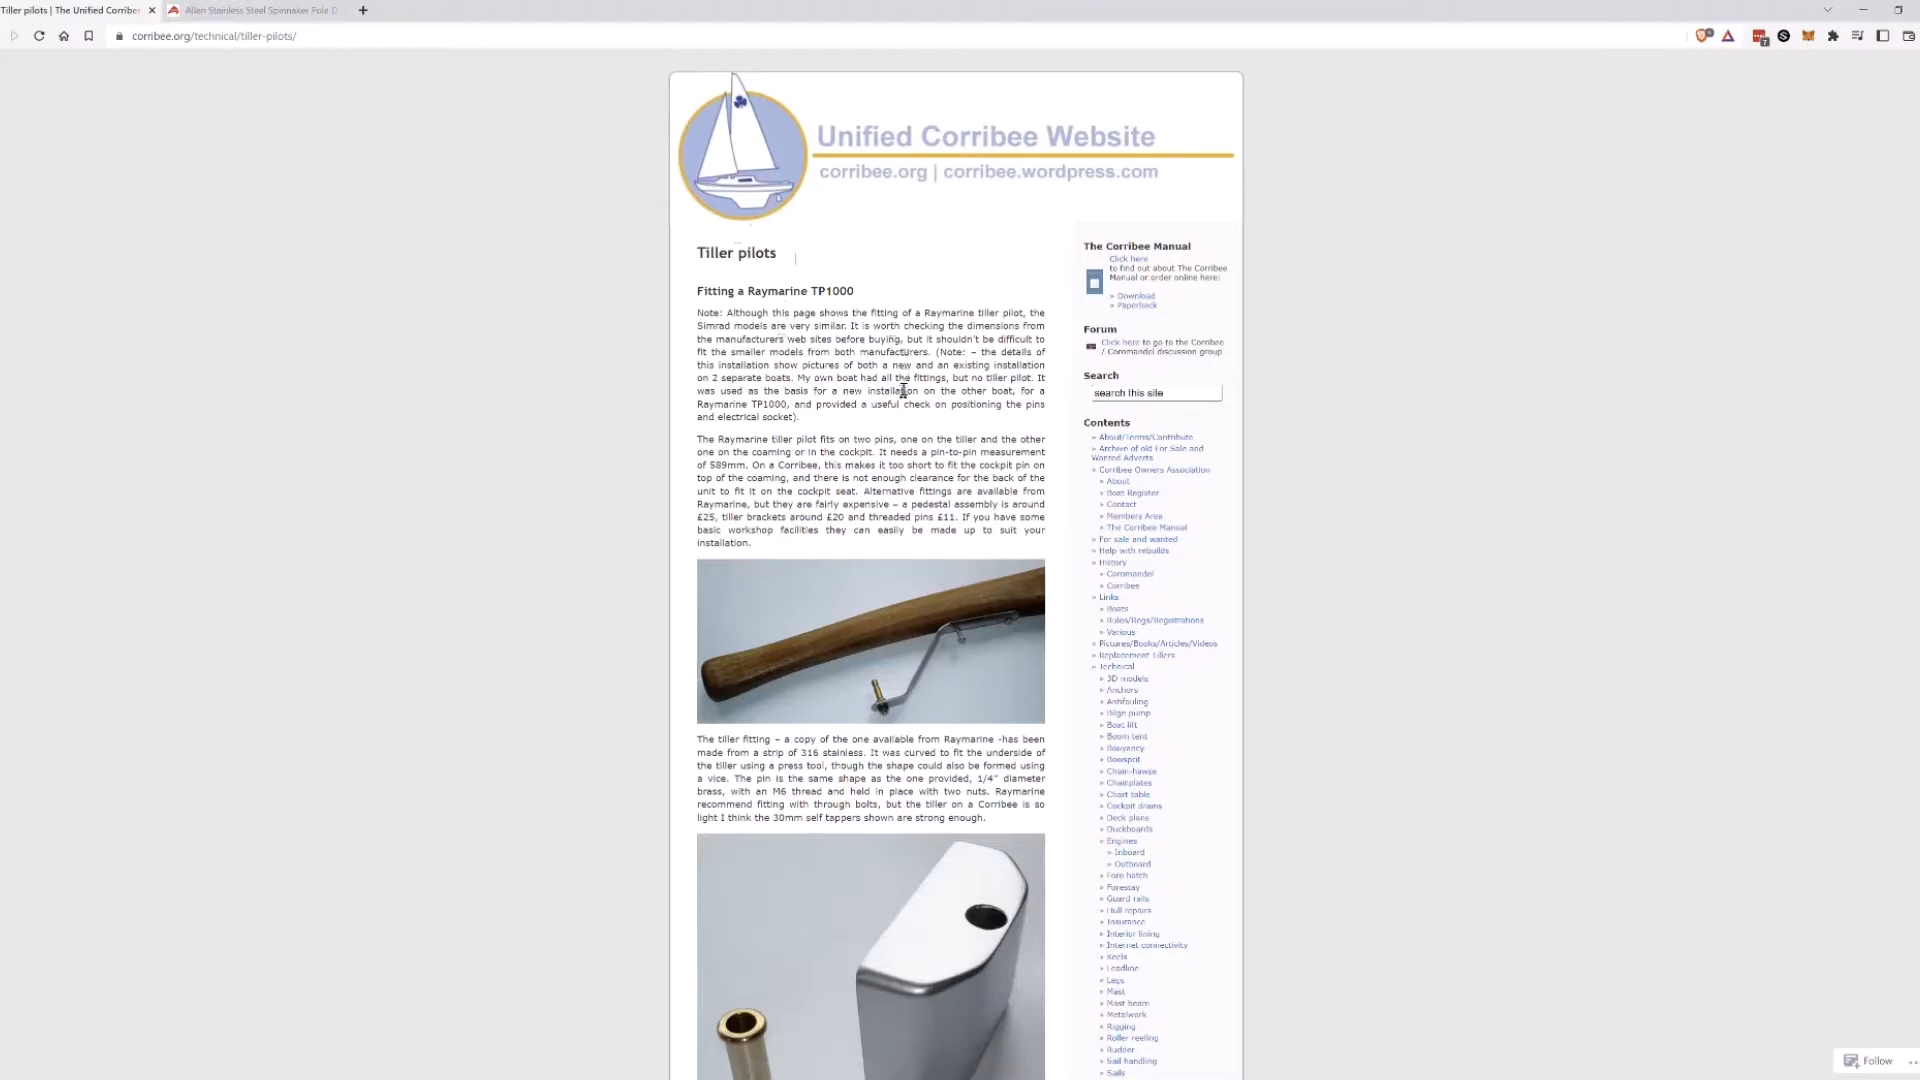 Tiller pilots | The Unified Corribee
Allen Stainless Steel Spinnaker Pole D
corribee.org/technical/tiller-pilots/
Unified Corribee Website
corribee.org | corribee.wordpress.com
Tiller pilots
Fitting a Raymarine TP1000
Note: Although this page shows the fitting of a Raymarine tiller pilot, the
Simrad models are very similar. It is worth checking the dimensions from
the manufacturers web sites before buying, but it shouldn't be difficult to
fit the smaller models from both manufacturers. (Note: – the details of
this installation show pictures of both a new and an existing installation
on 2 separate boats. My own boat had all the fittings, but no tiller pilot. It
was used as the basis for a new installation on the other boat, for a
Raymarine TP1000, and provided a useful check on positioning the pins
and electrical socket).
The Raymarine tiller pilot fits on two pins, one on the tiller and the other
one on the coaming or in the cockpit. It needs a pin-to-pin measurement
of 589mm. On a Corribee, this makes it too short to fit the cockpit pin on
top of the coaming, and there is not enough clearance for the back of the
unit to fit it on the cockpit seat. Alternative fittings are available from
Raymarine, but they are fairly expensive – a pedestal assembly is around
£25, tiller brackets around £20 and threaded pins £11. If you have some
basic workshop facilities they can easily be made up to suit your
installation.
The tiller fitting – a copy of the one available from Raymarine -has been
made from a strip of 316 stainless. It was curved to fit the underside of
the tiller using a press tool, though the shape could also be formed using
a vice. The pin is the same shape as the one provided, 1/4" diameter
brass, with an M6 thread and held in place with two nuts. Raymarine
recommend fitting with through bolts, but the tiller on a Corribee is so
light I think the 30mm self tappers shown are strong enough.
The Corribee Manual
Click here
to find out about The Corribee
Manual or order online here:
» Download
» Paperback
Forum
Click here to go to the Corribee
/ Coromandel discussion group
Search
search this site
Contents
» About/Terms/Contribute
» Archive of old For Sale and
Wanted Adverts
» Corribee Owners Association
» About
» Boat Register
» Contact
» Members Area
» The Corribee Manual
» For sale and wanted
» Help with rebuilds
» History
» Coromandel
» Corribee
» Links
» Boats
» Rules/Regs/Registrations
» Various
» Pictures/Books/Articles/Videos
» Replacement Tillers
» Technical
» 3D models
» Anchors
» Antifouling
» Bilge pump
» Boat lift
» Boom tent
» Bouyancy
» Bowsprit
» Chain-hawse
» Chainplates
» Chart table
» Cockpit drains
» Deck plans
» Duckboards
» Engines
» Inboard
» Outboard
» Fore hatch
» Forestay
» Guard rails
» Hull repairs
» Insurance
» Interior lining
» Internet connectivity
» Keels
» Leadline
» Legs
» Mast
» Mast beam
» Metalwork
» Rigging
» Roller reefing
» Rudder
» Sail handling
» Sails
Follow